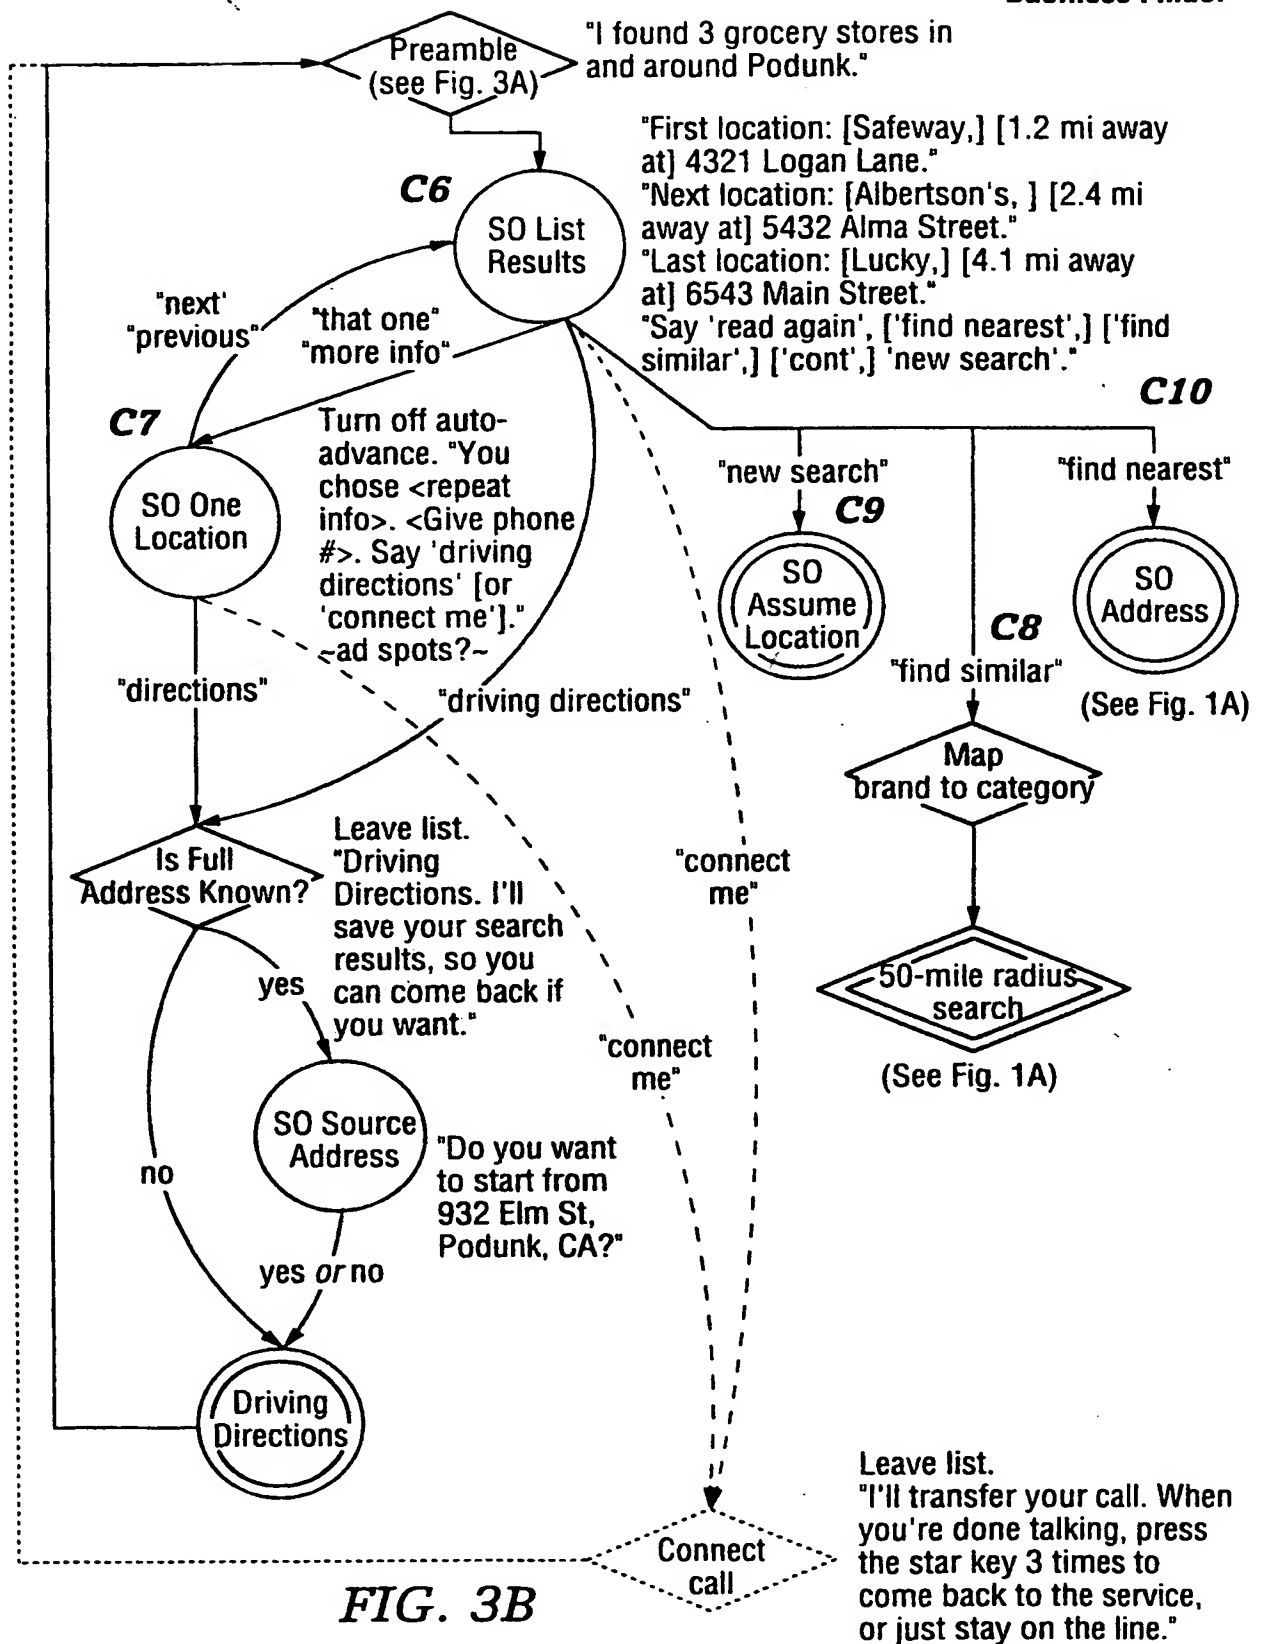 Preamble
(see Fig. 3A)
"I found 3 grocery stores in
and around Podunk."
"First location: [Safeway,] [1.2 mi away
at] 4321 Logan Lane."
"Next location: [Albertson's, ] [2.4 mi
away at] 5432 Alma Street."
"Last location: [Lucky,] [4.1 mi away
at] 6543 Main Street."
"Say 'read again', ['find nearest',] ['find
similar',] ['cont',] 'new search'."
C6
SO List
Results
"next'
"previous"
"that one"
"more info"
C7
SO One
Location
Turn off auto-
advance. "You
chose <repeat
info>. <Give phone
#>. Say 'driving
directions' [or
'connect me']."
~ad spots?~
C10
"new search"
C9
"find nearest"
SO
Assume
Location
SO
Address
(See Fig. 1A)
C8
"find similar"
Map
brand to category
50-mile radius
search
(See Fig. 1A)
"directions"
"driving directions"
Is Full
Address Known?
Leave list.
"Driving
Directions. I'll
save your search
results, so you
can come back if
you want."
"connect
me"
"connect
me"
yes
no
SO Source
Address
"Do you want
to start from
932 Elm St,
Podunk, CA?"
yes or no
Driving
Directions
Connect
call
Leave list.
"I'll transfer your call. When
you're done talking, press
the star key 3 times to
come back to the service,
or just stay on the line."
FIG. 3B